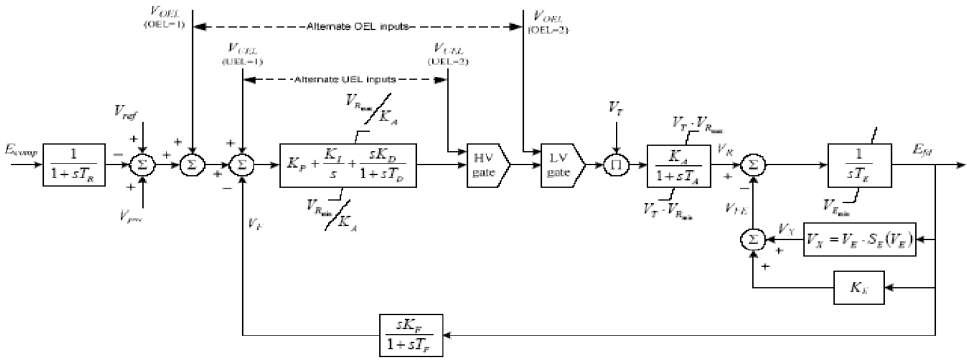 V_OEL
(OEL=1)
Alternate OEL inputs
V_OEL
(OEL=2)
V_UEL
(UEL=1)
V_UEL
(UEL=2)
Alternate UEL inputs
V_ref
V_Rmin / K_A
V_T
V_T · V_Rmin
E_comp
1 / (1 + sT_R)
− Σ
+ +
+ Σ
+ + Σ −
K_P + K_I / s + sK_D / (1 + sT_D)
HV
gate
LV
gate
Π
K_A / (1 + sT_A)
V_R
+ Σ −
1 / sT_E
E_fd
V_Rmin / K_A
V_T · V_Rmin
V_Emin
V_F
V_FE
Σ + +
V_X = V_E · S_E(V_E)
K_E
sK_F / (1 + sT_F)